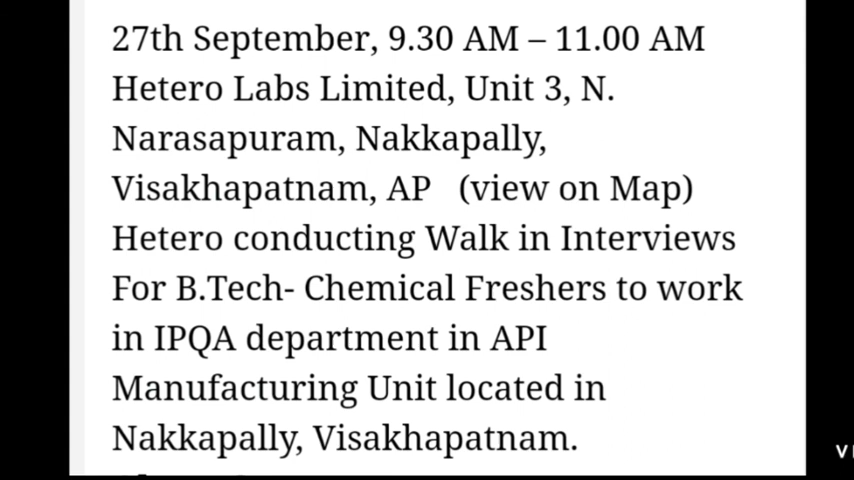 27th September, 9.30 AM – 11.00 AM
Hetero Labs Limited, Unit 3, N.
Narasapuram, Nakkapally,
Visakhapatnam, AP (view on Map)
Hetero conducting Walk in Interviews
For B.Tech- Chemical Freshers to work
in IPQA department in API
Manufacturing Unit located in
Nakkapally, Visakhapatnam.